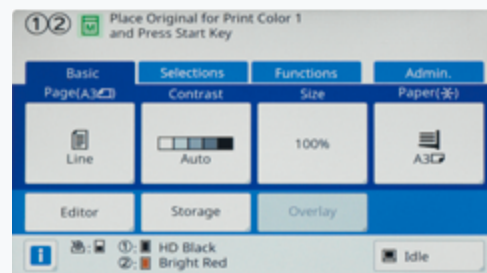 ①② Place Original for Print Color 1
and Press Start Key
Basic Selections Functions Admin.
Page(A3) Contrast Size Paper(※)
Line Auto 100% A3
Editor Storage Overlay
①: HD Black
②: Bright Red
Idle